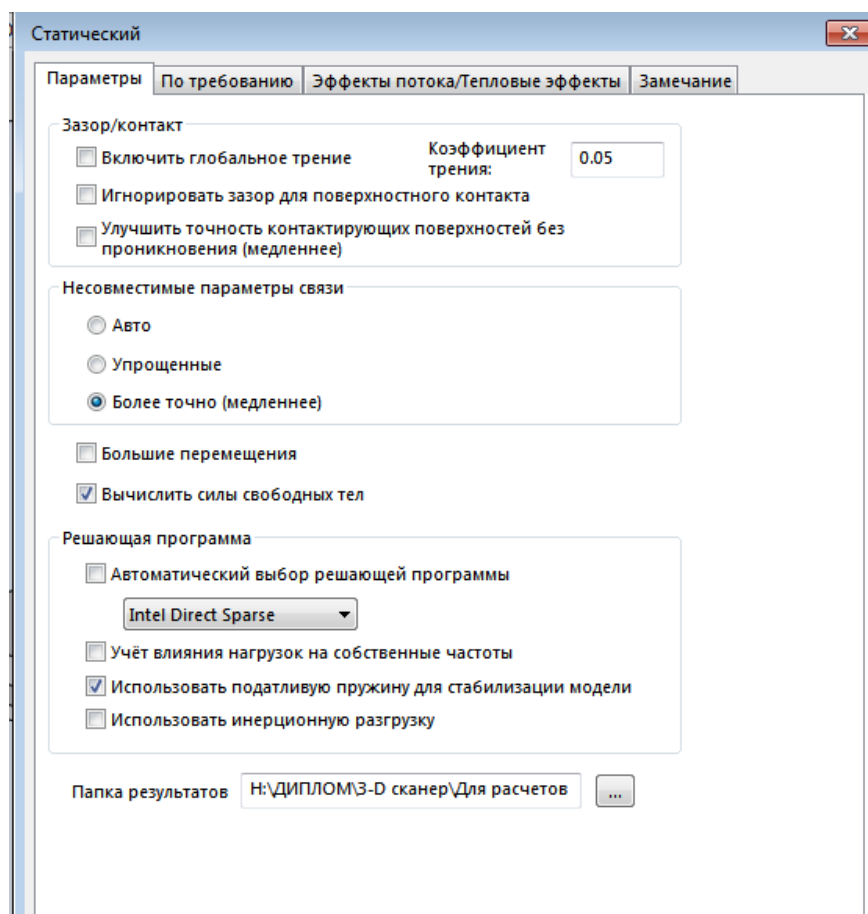 Статический
Параметры По требованию Эффекты потока/Тепловые эффекты Замечание
Зазор/контакт
Включить глобальное трение
Коэффициент
трения:
0.05
Игнорировать зазор для поверхностного контакта
Улучшить точность контактирующих поверхностей без
проникновения (медленнее)
Несовместимые параметры связи
Авто
Упрощенные
Более точно (медленнее)
Большие перемещения
Вычислить силы свободных тел
Решающая программа
Автоматический выбор решающей программы
Intel Direct Sparse
Учёт влияния нагрузок на собственные частоты
Использовать податливую пружину для стабилизации модели
Использовать инерционную разгрузку
Папка результатов
H:\ДИПЛОМ\3-D сканер\Для расчетов
...